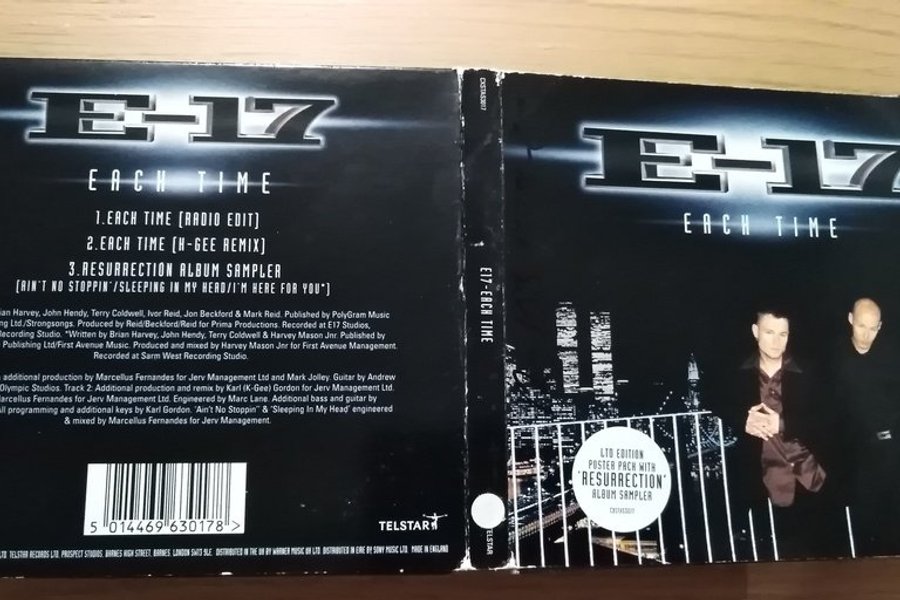 E-17
EACH TIME
1.EACH TIME (RADIO EDIT)
2.EACH TIME (K-GEE REMIX)
3.RESURRECTION ALBUM SAMPLER
(AIN'T NO STOPPIN'/SLEEPING IN MY HEAD/I'M HERE FOR YOU*)
ian Harvey, John Hendy, Terry Coldwell, Ivor Reid, Jon Beckford & Mark Reid. Published by PolyGram Music
ng Ltd./Strongsongs. Produced by Reid/Beckford/Reid for Prima Productions. Recorded at E17 Studios,
Recording Studio. *Written by Brian Harvey, John Hendy, Terry Coldwell & Harvey Mason Jnr. Published by
Publishing Ltd/First Avenue Music. Produced and mixed by Harvey Mason Jnr for First Avenue Management.
Recorded at Sarm West Recording Studio.
additional production by Marcellus Fernandes for Jerv Management Ltd and Mark Jolley. Guitar by Andrew
Olympic Studios. Track 2: Additional production and remix by Karl (K-Gee) Gordon for Jerv Management Ltd.
Marcellus Fernandes for Jerv Management Ltd. Engineered by Marc Lane. Additional bass and guitar by
All programming and additional keys by Karl Gordon. 'Ain't No Stoppin'' & 'Sleeping In My Head' engineered
& mixed by Marcellus Fernandes for Jerv Management.
5 014469 630178 >
TELSTAR
LTD. TELSTAR RECORDS LTD. PROSPECT STUDIOS, BARNES HIGH STREET, BARNES, LONDON SW13 9LE. DISTRIBUTED IN THE UK BY WARNER MUSIC UK LTD. DISTRIBUTED IN EIRE BY SONY MUSIC LTD. MADE IN ENGLAND
CXSTAS3017
E17-EACH TIME
TELSTAR
E-17
EACH TIME
LTD EDITION
POSTER PACK WITH
'RESURRECTION'
ALBUM SAMPLER
CXSTAS3017